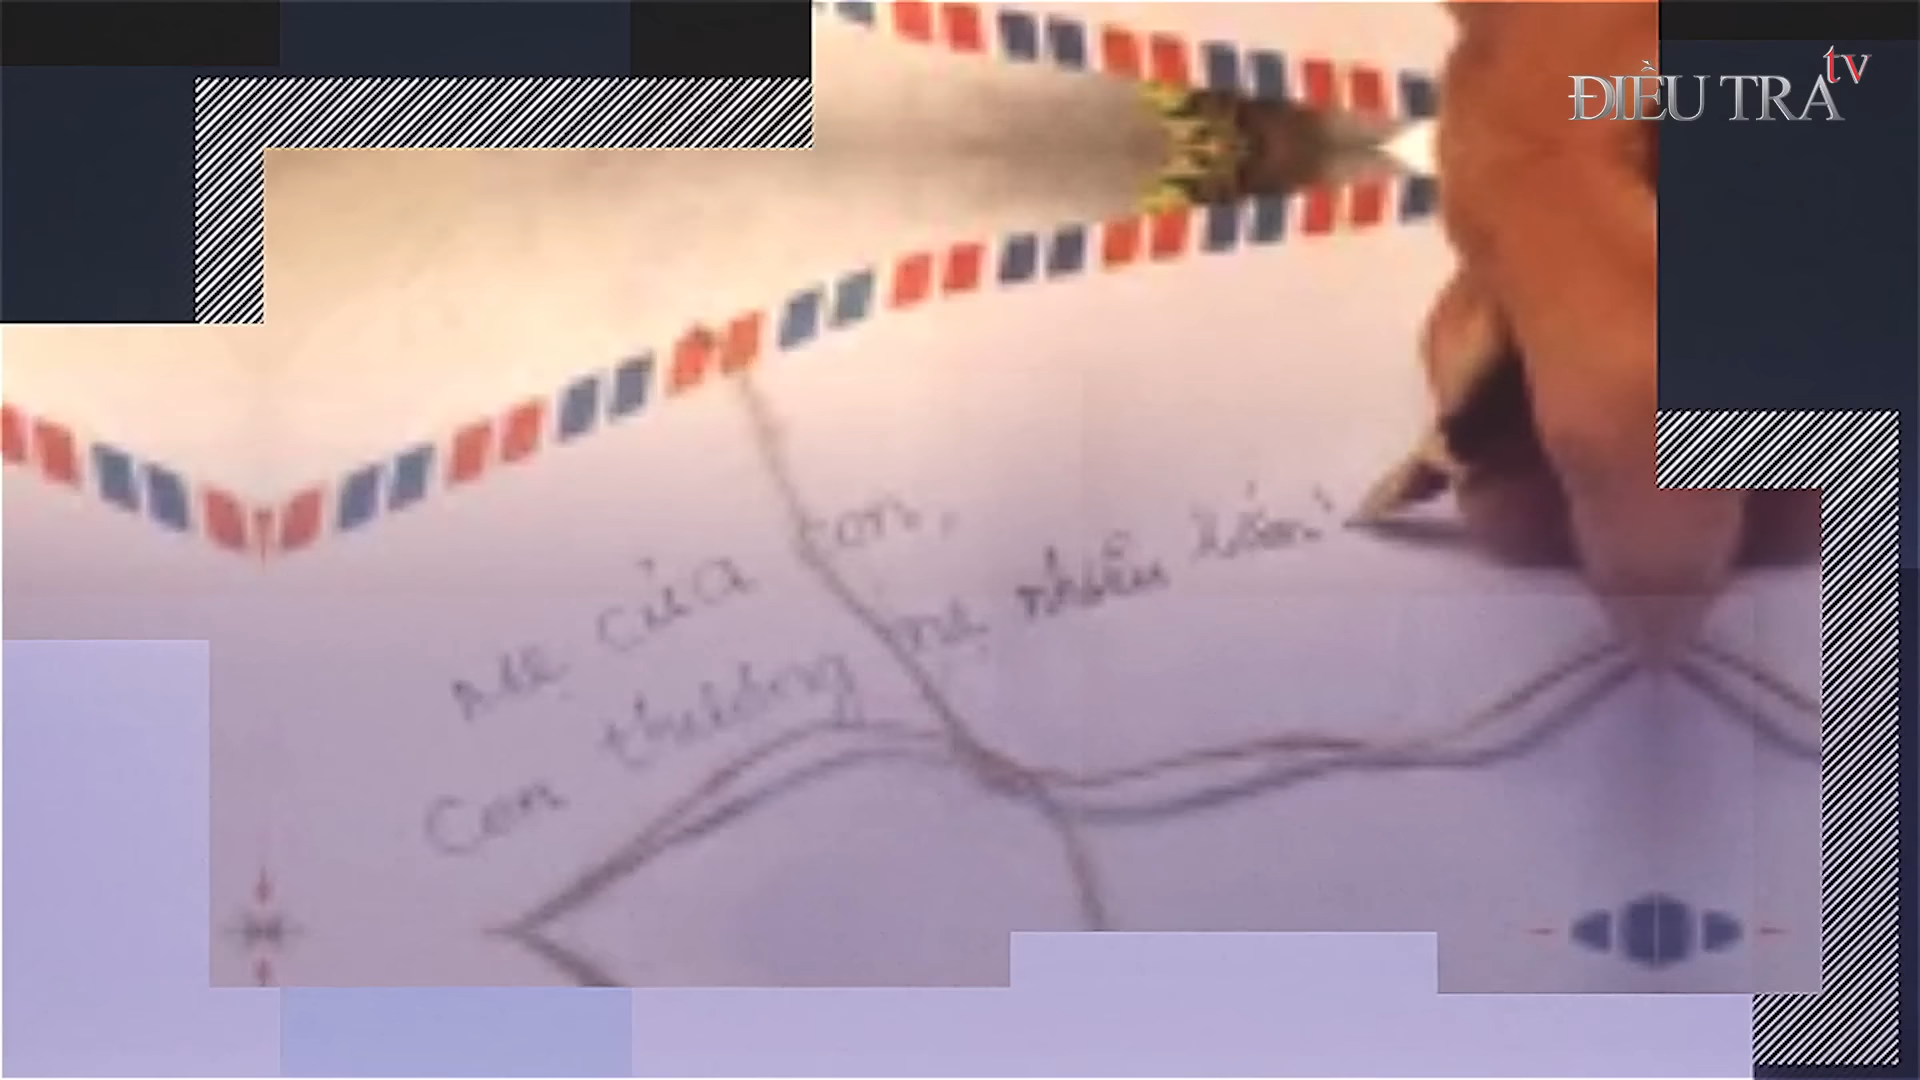 ĐIỀU TRA tv
Mẹ của con,
Con thương mẹ nhiều lắm!